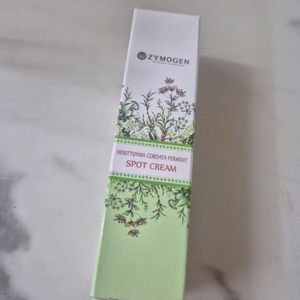 ZYMOGEN
HOUTTUYNIA CORDATA FERMENT
SPOT CREAM